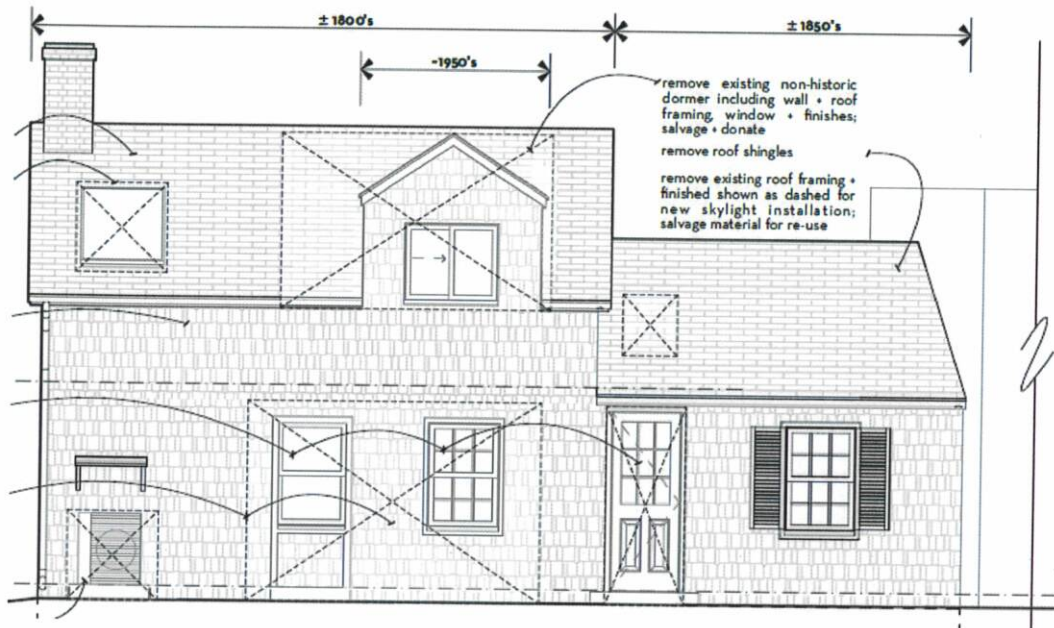 ±1800's
±1850's
~1950's
remove existing non-historic
dormer including wall + roof
framing, window + finishes;
salvage + donate
remove roof shingles
remove existing roof framing +
finished shown as dashed for
new skylight installation;
salvage material for re-use